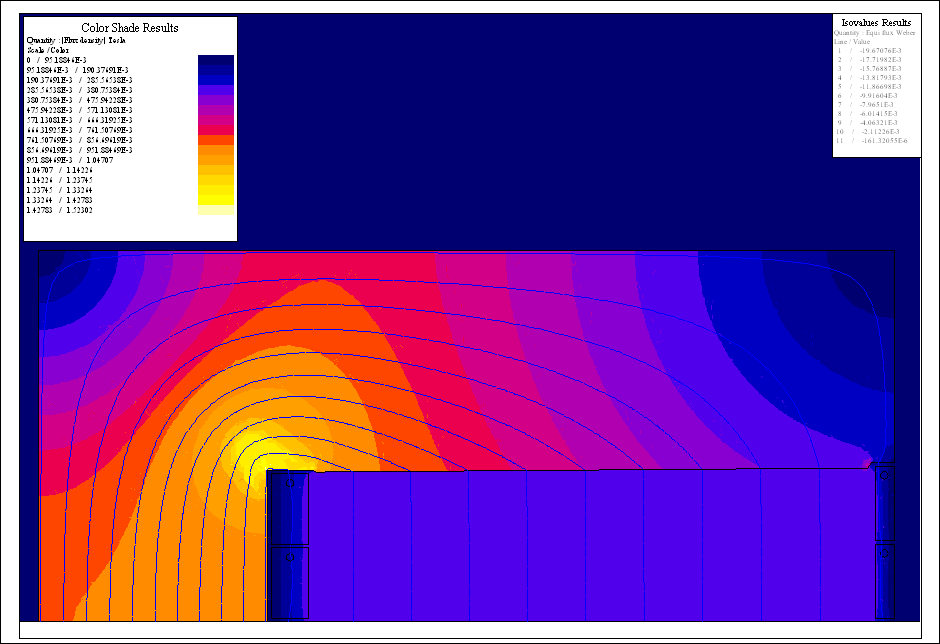 Color Shade Results
Quantity : |Flux density| Tesla
Scale / Color
0 / 95.18846E-3
95.18846E-3 / 190.37691E-3
190.37691E-3 / 285.56538E-3
285.56538E-3 / 380.75384E-3
380.75384E-3 / 475.94228E-3
475.94228E-3 / 571.13081E-3
571.13081E-3 / 666.31925E-3
666.31925E-3 / 761.50769E-3
761.50769E-3 / 856.69619E-3
856.69619E-3 / 951.88469E-3
951.88469E-3 / 1.04707
1.04707 / 1.14226
1.14226 / 1.23745
1.23745 / 1.33264
1.33264 / 1.42783
1.42783 / 1.52302
Isovalues Results
Quantity : Equi flux Weber
Line / Value
1 / -19.67076E-3
2 / -17.71982E-3
3 / -15.76887E-3
4 / -13.81793E-3
5 / -11.86698E-3
6 / -9.91604E-3
7 / -7.9651E-3
8 / -6.01415E-3
9 / -4.06321E-3
10 / -2.11226E-3
11 / -161.32055E-6